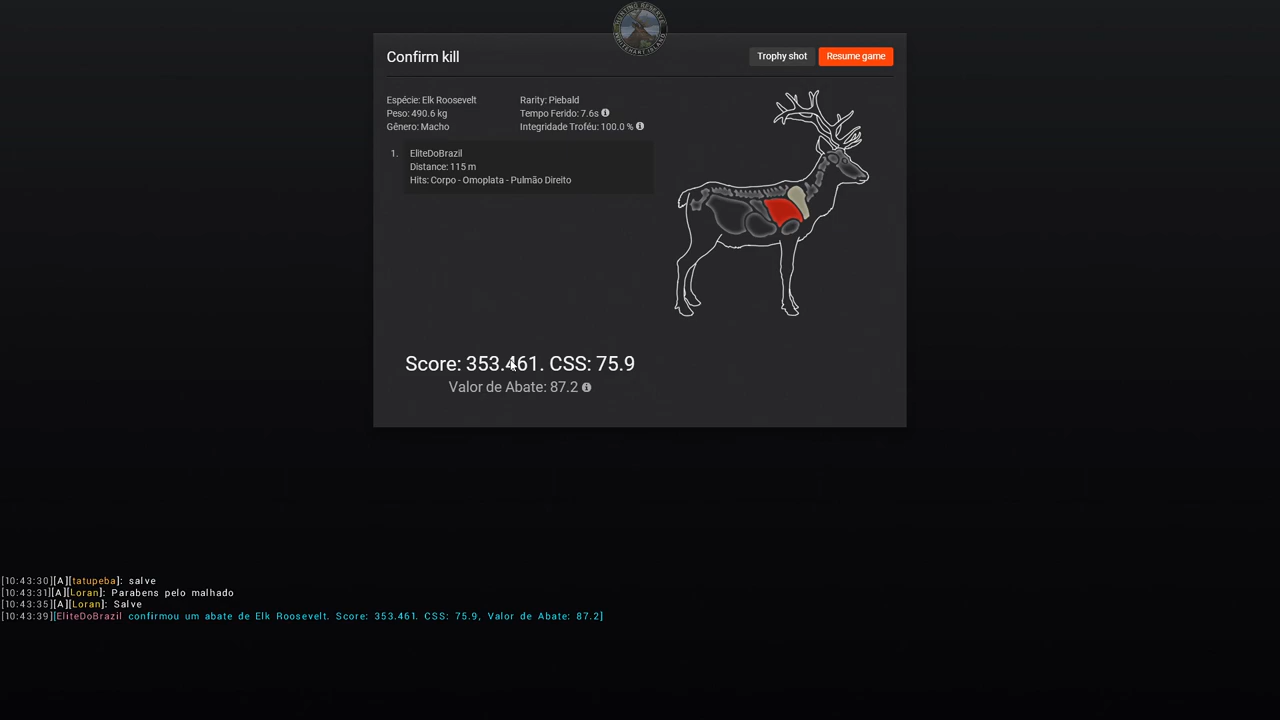 HUNTING RESERVE
WHITEHART ISLAND
Confirm kill
Trophy shot
Resume game
Espécie: Elk Roosevelt
Peso: 490.6 kg
Gênero: Macho
Rarity: Piebald
Tempo Ferido: 7.6s
Integridade Troféu: 100.0 %
1. EliteDoBrazil
Distance: 115 m
Hits: Corpo - Omoplata - Pulmão Direito
Score: 353.461. CSS: 75.9
Valor de Abate: 87.2
[10:43:30][A][tatupeba]: salve
[10:43:31][A][Loran]: Parabens pelo malhado
[10:43:35][A][Loran]: Salve
[10:43:39][EliteDoBrazil confirmou um abate de Elk Roosevelt. Score: 353.461. CSS: 75.9, Valor de Abate: 87.2]